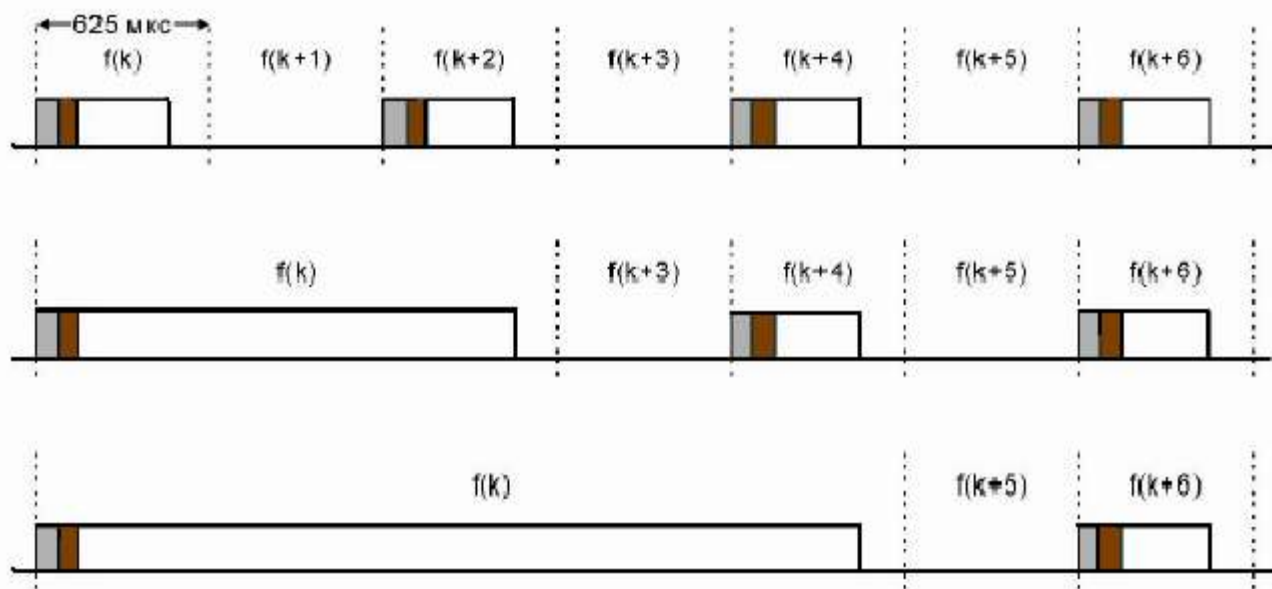 625 мкс
f(k) f(k+1) f(k+2) f(k+3) f(k+4) f(k+5) f(k+6)
f(k) f(k+3) f(k+4) f(k+5) f(k+6)
f(k) f(k+5) f(k+6)